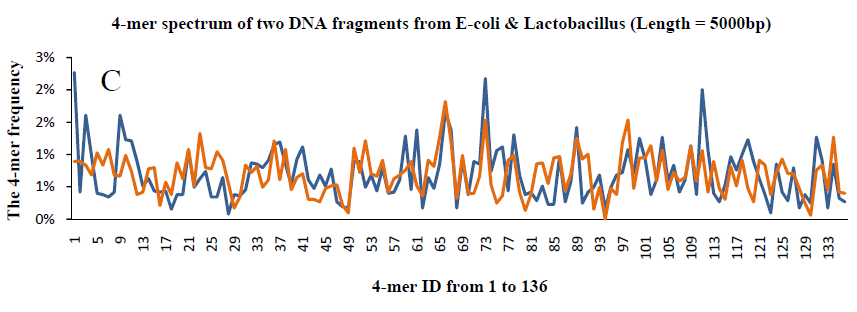 4-mer spectrum of two DNA fragments from E-coli & Lactobacillus (Length = 5000bp)
C
The 4-mer frequency
3%
2%
2%
1%
1%
0%
1 5 9 13 17 21 25 29 33 37 41 45 49 53 57 61 65 69 73 77 81 85 89 93 97 101 105 109 113 117 121 125 129 133
4-mer ID from 1 to 136